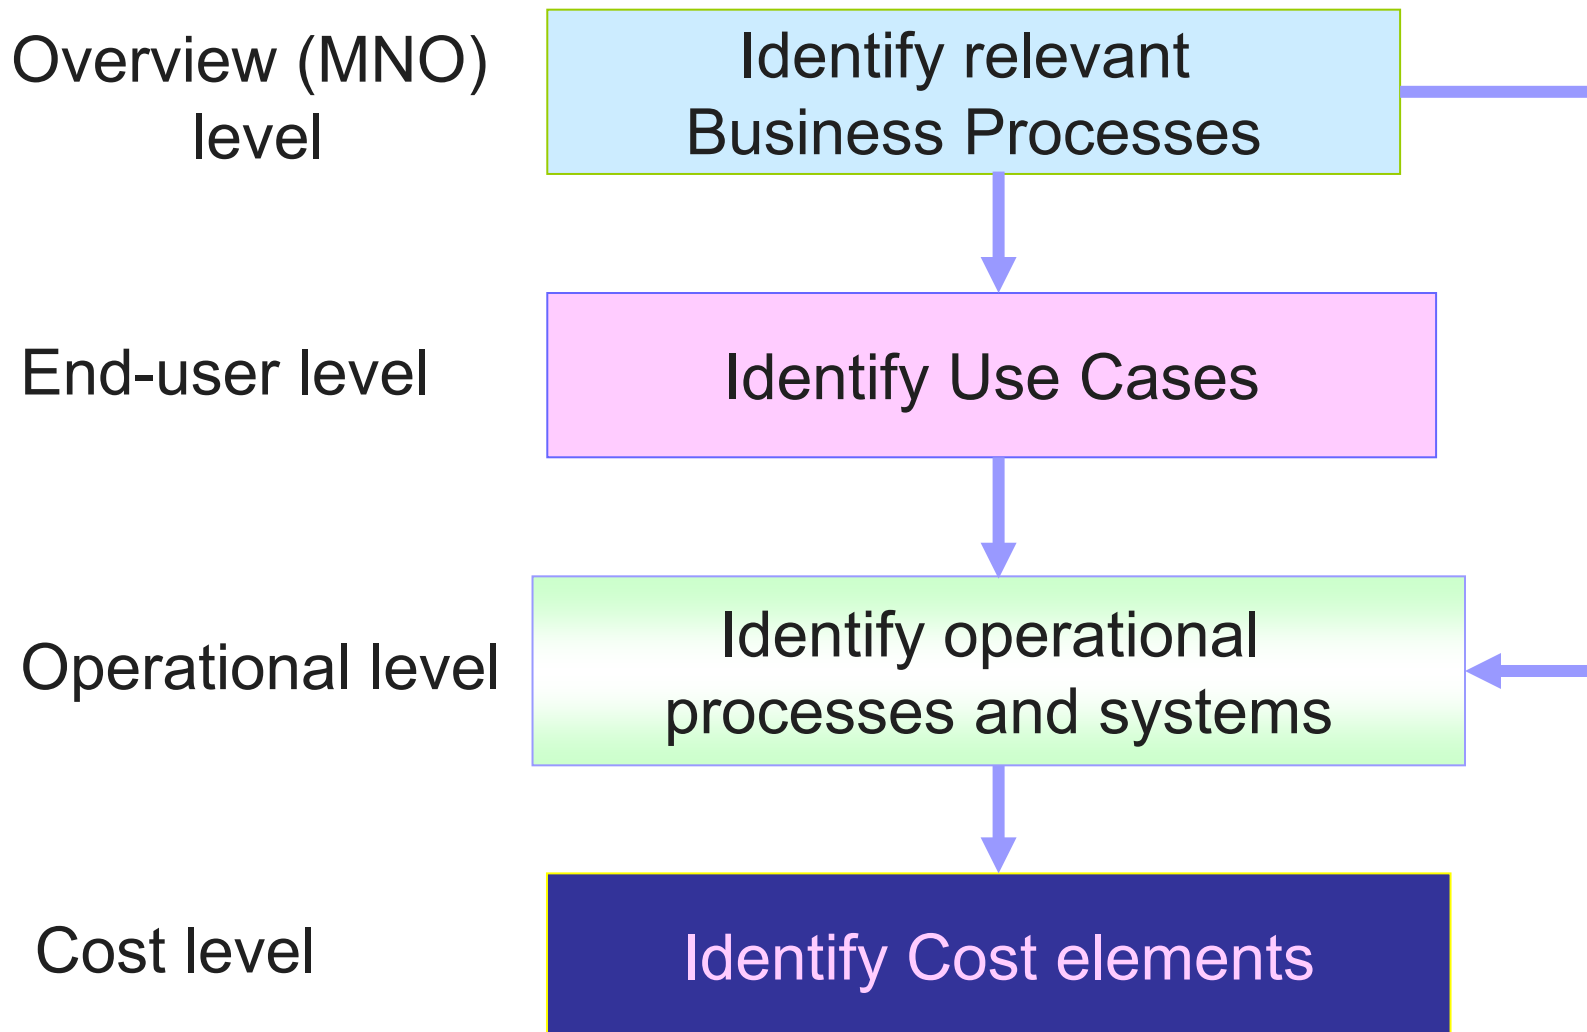 Overview (MNO)
level
Identify relevant
Business Processes
End-user level
Identify Use Cases
Operational level
Identify operational
processes and systems
Cost level
Identify Cost elements